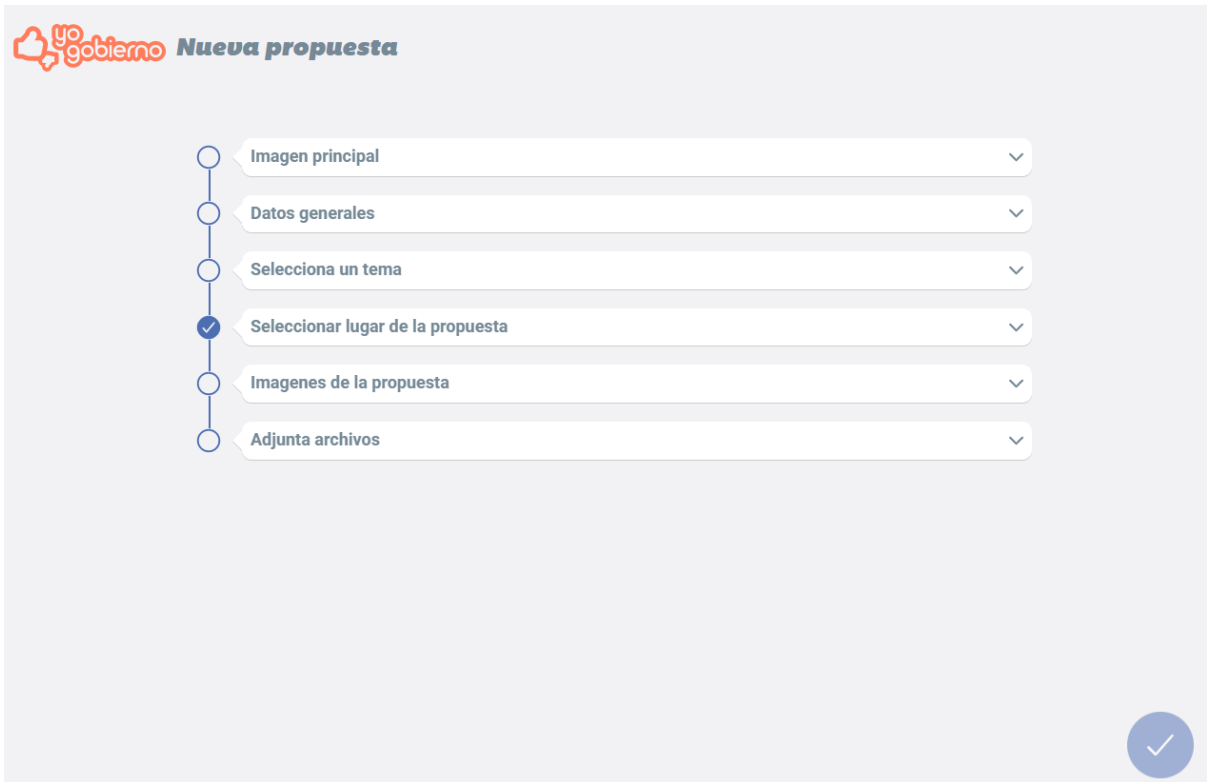 yo
gobierno
Nueva propuesta
Imagen principal
Datos generales
Selecciona un tema
Seleccionar lugar de la propuesta
Imagenes de la propuesta
Adjunta archivos